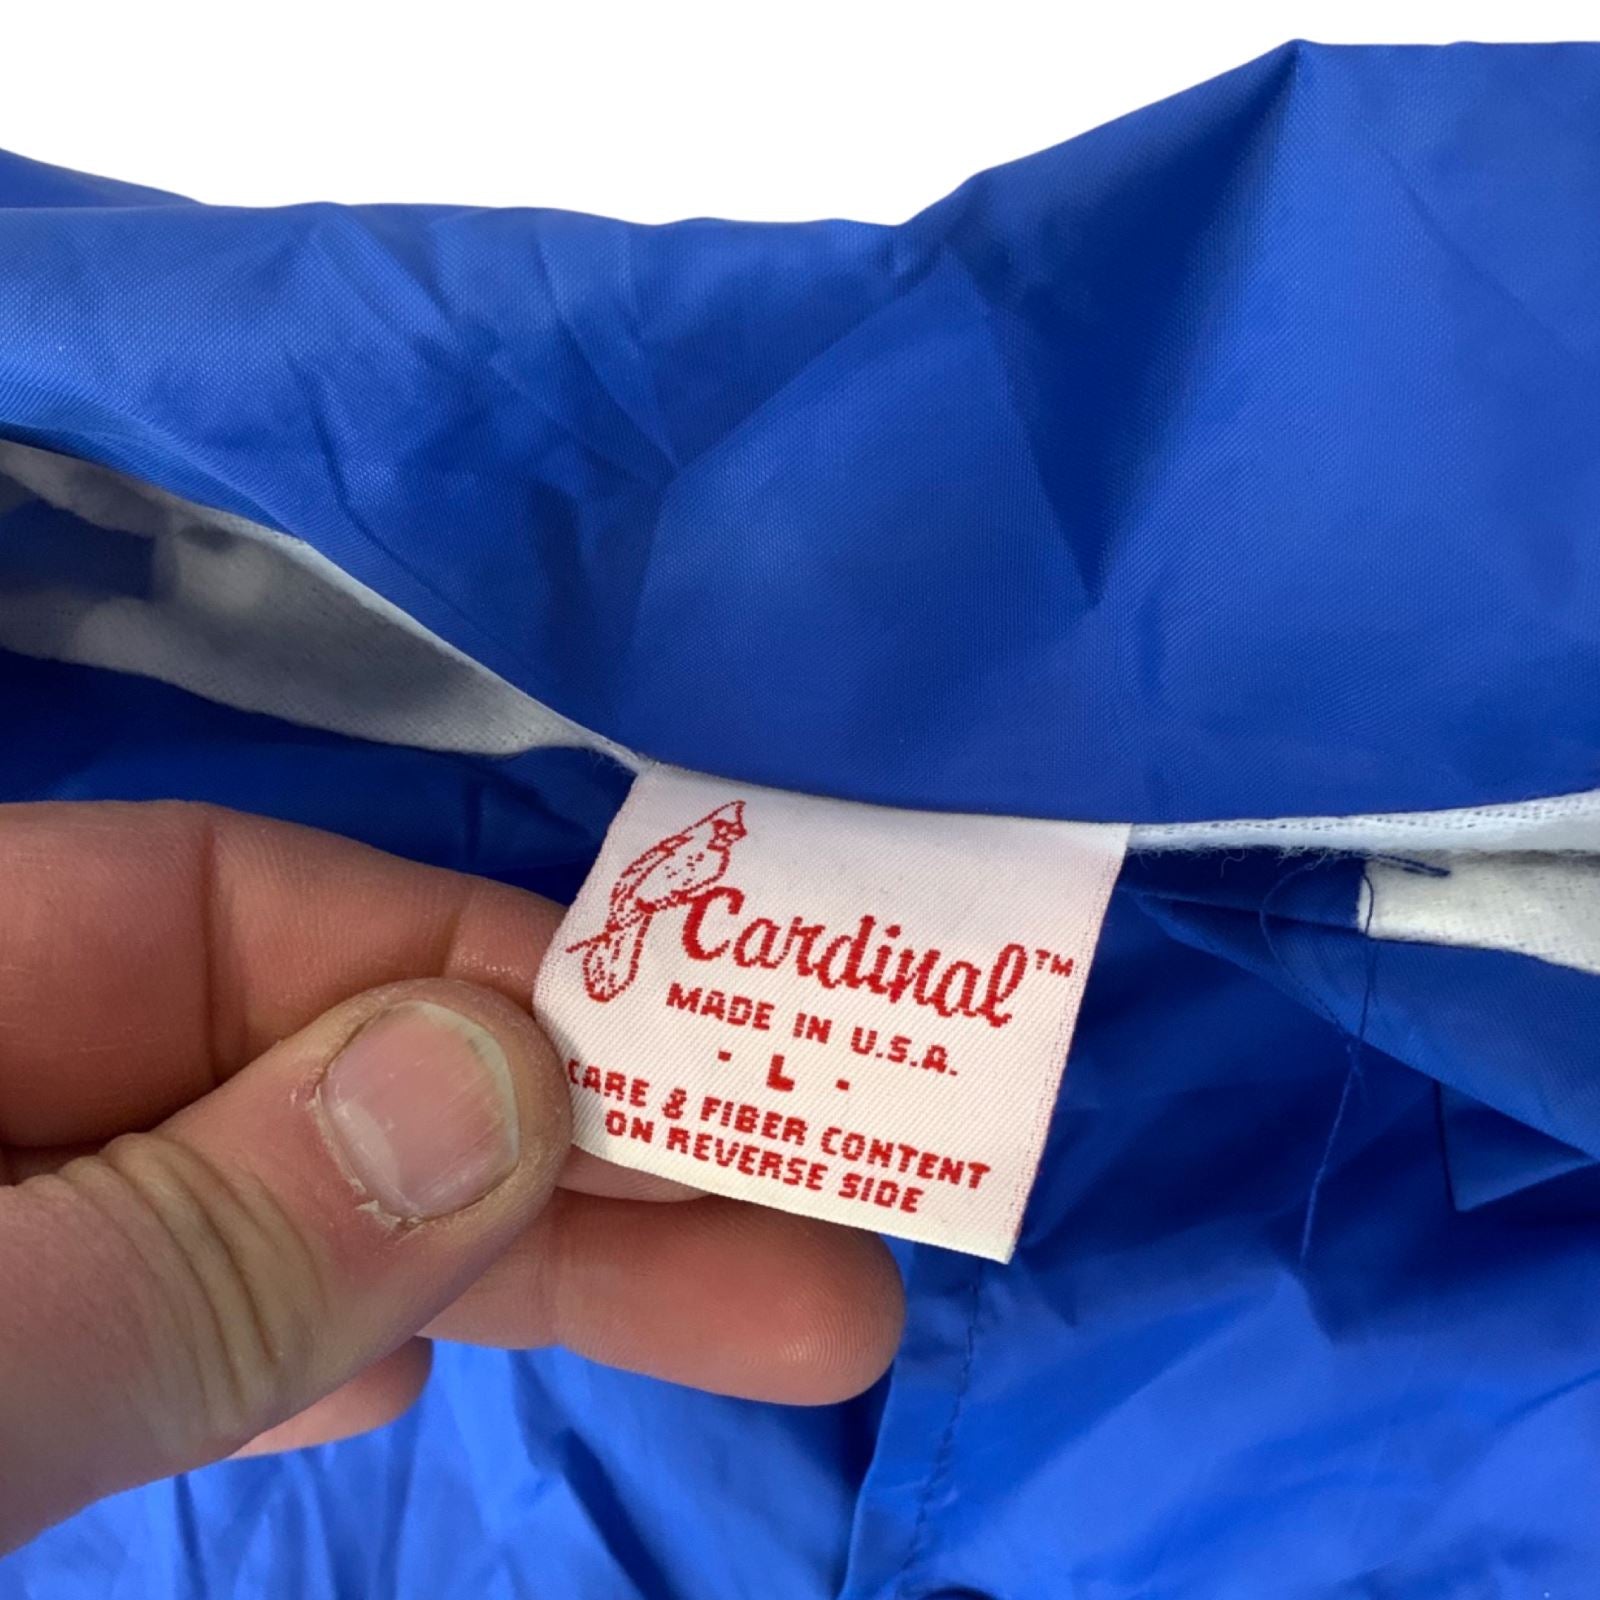 Cardinal™
MADE IN U.S.A.
· L ·
CARE & FIBER CONTENT
ON REVERSE SIDE